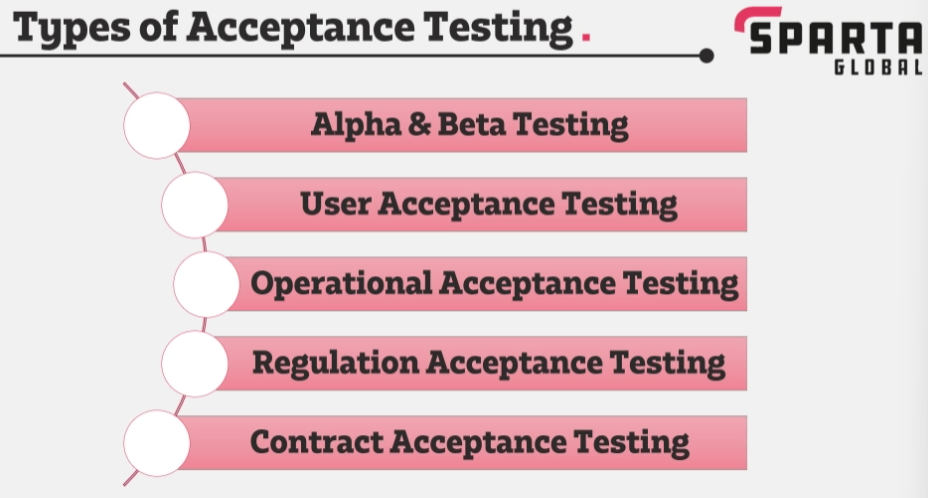 Types of Acceptance Testing .
SPARTA
GLOBAL
Alpha & Beta Testing
User Acceptance Testing
Operational Acceptance Testing
Regulation Acceptance Testing
Contract Acceptance Testing